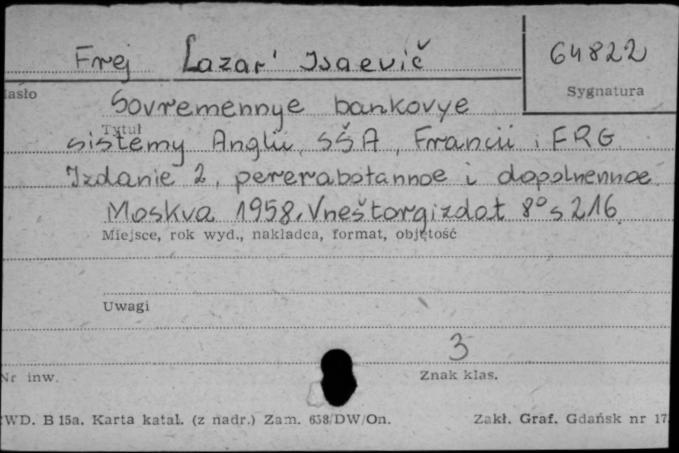 Frej Lazar' Isaevič
64822
Sygnatura
asło
Sovremennye bankovye
Tytuł
sistemy Anglii, SŠA, Francii i FRG
Izdanie 2, pererabotannoe i dopolnennoe
Moskva 1958. Vneštorgizdat 8° s 216
Miejsce, rok wyd., nakładca, format, objętość
Uwagi
3
Nr inw.
Znak klas.
WD. B 15a. Karta katal. (z nadr.) Zam. 658/DW/On.
Zakł. Graf. Gdańsk nr 17